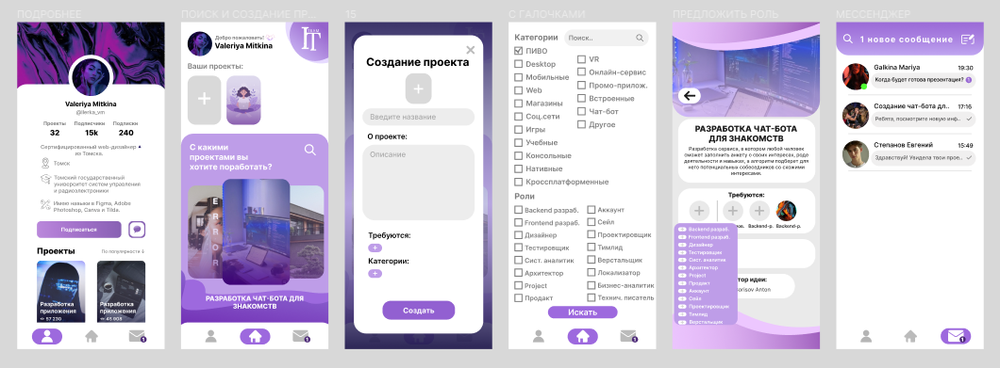 ПОДРОБНЕЕ
Valeriya Mitkina
@lerka_vm
Проекты Подписчики Подписки
32 15k 240
Сертифицированный web-дизайнер
из Томска.
Томск
Томский государственный
университет систем управления
и радиоэлектроники
Имею навыки в Figma, Adobe
Photoshop, Canva и Tilda.
Подписаться
Проекты
По популярности ↓
Разработка
приложения
57 230
Разработка
приложения
45 908
1
ПОИСК И СОЗДАНИЕ ПР...
Добро пожаловать!
Valeriya Mitkina
TEAM
IT
Ваши проекты:
+
С какими
проектами вы
хотите поработать?
ERROR
РАЗРАБОТКА ЧАТ-БОТА ДЛЯ
ЗНАКОМСТВ
1
15
Создание проекта
+
Введите название
О проекте:
Описание
Требуются:
+
Категории:
+
Создать
С ГАЛОЧКАМИ
Категории
Поиск..
ПИВО
Desktop
Мобильные
Web
Магазины
Соц.сети
Игры
Учебные
Консольные
Нативные
Кроссплатформенные
VR
Онлайн-сервис
Промо-прилож.
Встроенные
Чат-бот
Другое
Роли
Backend разраб.
Frontend разраб.
Дизайнер
Тестировщик
Сист. аналитик
Архитектор
Project
Продакт
Аккаунт
Сейл
Проектировщик
Тимлид
Верстальщик
Локализатор
Бизнес-аналитик
Технич. писатель
Искать
1
ПРЕДЛОЖИТЬ РОЛЬ
РАЗРАБОТКА ЧАТ-БОТА
ДЛЯ ЗНАКОМСТВ
Разработка сервиса, в котором любой человек
сможет заполнить анкету о своих интересах, роде
деятельности и навыках, а алгоритм подберет для
него потенциальных собеседников со схожими
интересами.
Требуются:
+ + +
Backend-р. Backend-р.
Backend разраб.
Frontend разраб.
Дизайнер
Тестировщик
Сист. аналитик
Архитектор
Project
Продакт
Аккаунт
Сейл
Проектировщик
Тимлид
Верстальщик
тор идеи:
orisov Anton
МЕССЕНДЖЕР
1 новое сообщение
Galkina Mariya 19:30
Когда будет готова презентация? 1
Создание чат-бота дл.. 17:16
Ребята, посмотрите новую инф..
Степанов Евгений 15:49
Здравствуй! Увидела твои прое..
1